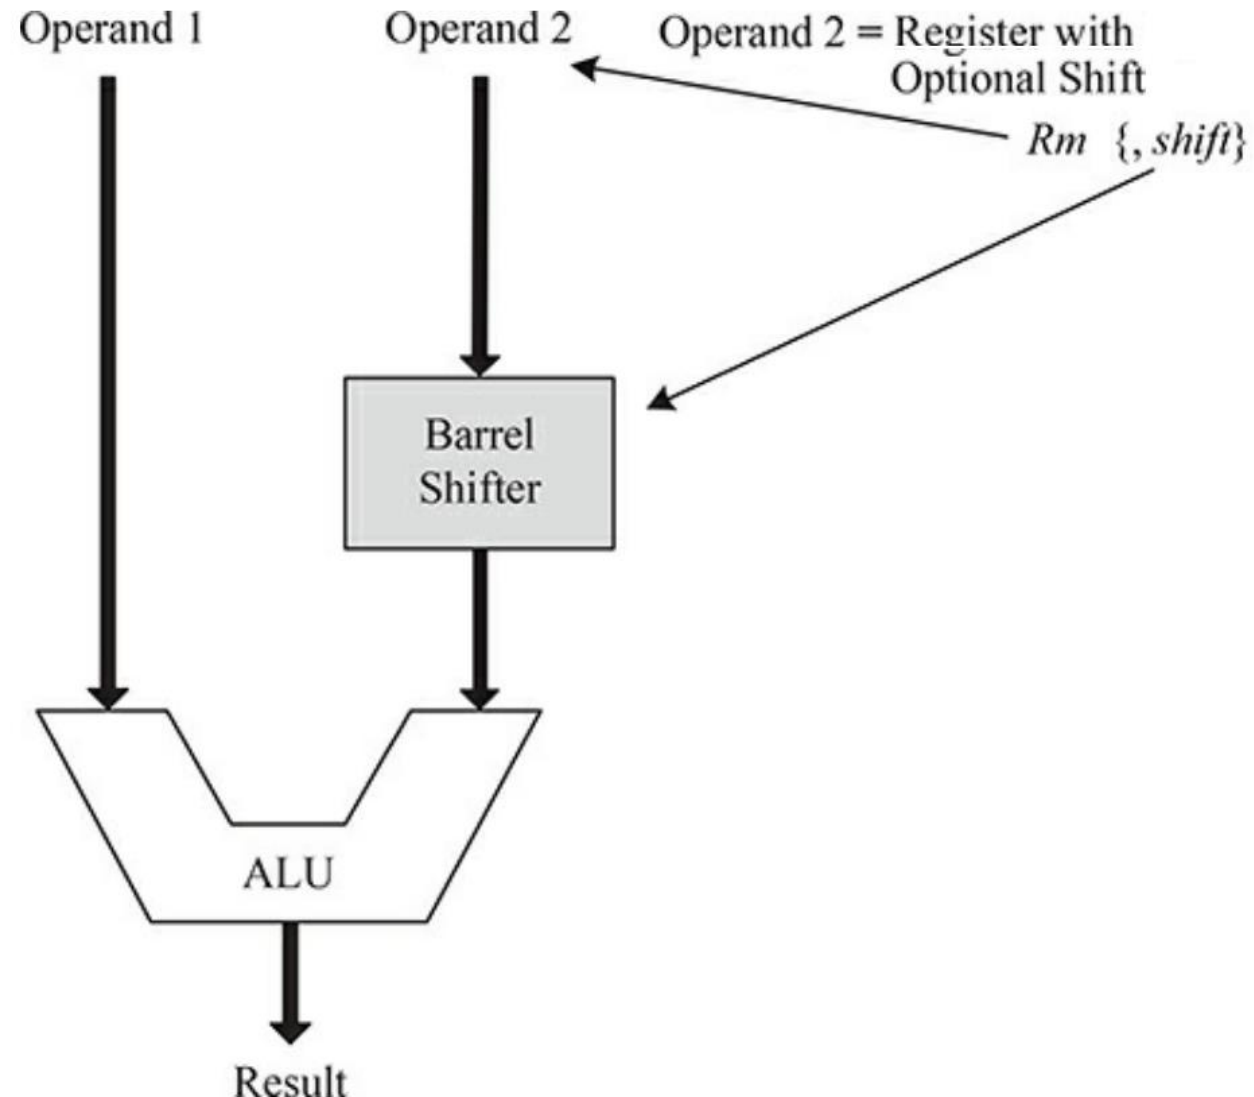 Operand 1
Operand 2
Operand 2 = Register with
Optional Shift
Rm {, shift}
Barrel
Shifter
ALU
Result